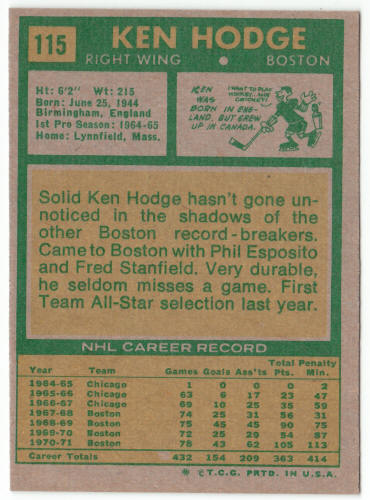 115 KEN HODGE
RIGHT WING • BOSTON
Ht: 6'2" Wt: 215
Born: June 25, 1944
Birmingham, England
1st Pro Season: 1964-65
Home: Lynnfield, Mass.
KEN
WAS
BORN IN ENG-
LAND, BUT GREW
UP IN CANADA.
I WANT TO PLAY
HOCKEY...NOT
CRICKET!
Solid Ken Hodge hasn't gone un-
noticed in the shadows of the
other Boston record-breakers.
Came to Boston with Phil Esposito
and Fred Stanfield. Very durable,
he seldom misses a game. First
Team All-Star selection last year.
NHL CAREER RECORD
Total Penalty
Year Team Games Goals Ass'ts Pts. Min.
1964-65 Chicago 1 0 0 0 2
1965-66 Chicago 63 6 17 23 47
1966-67 Chicago 69 10 25 35 59
1967-68 Boston 74 25 31 56 31
1968-69 Boston 75 45 45 90 75
1969-70 Boston 72 25 29 54 87
1970-71 Boston 78 43 62 105 113
Career Totals 432 154 209 363 414
* © T.C.G. PRTD. IN U.S.A.